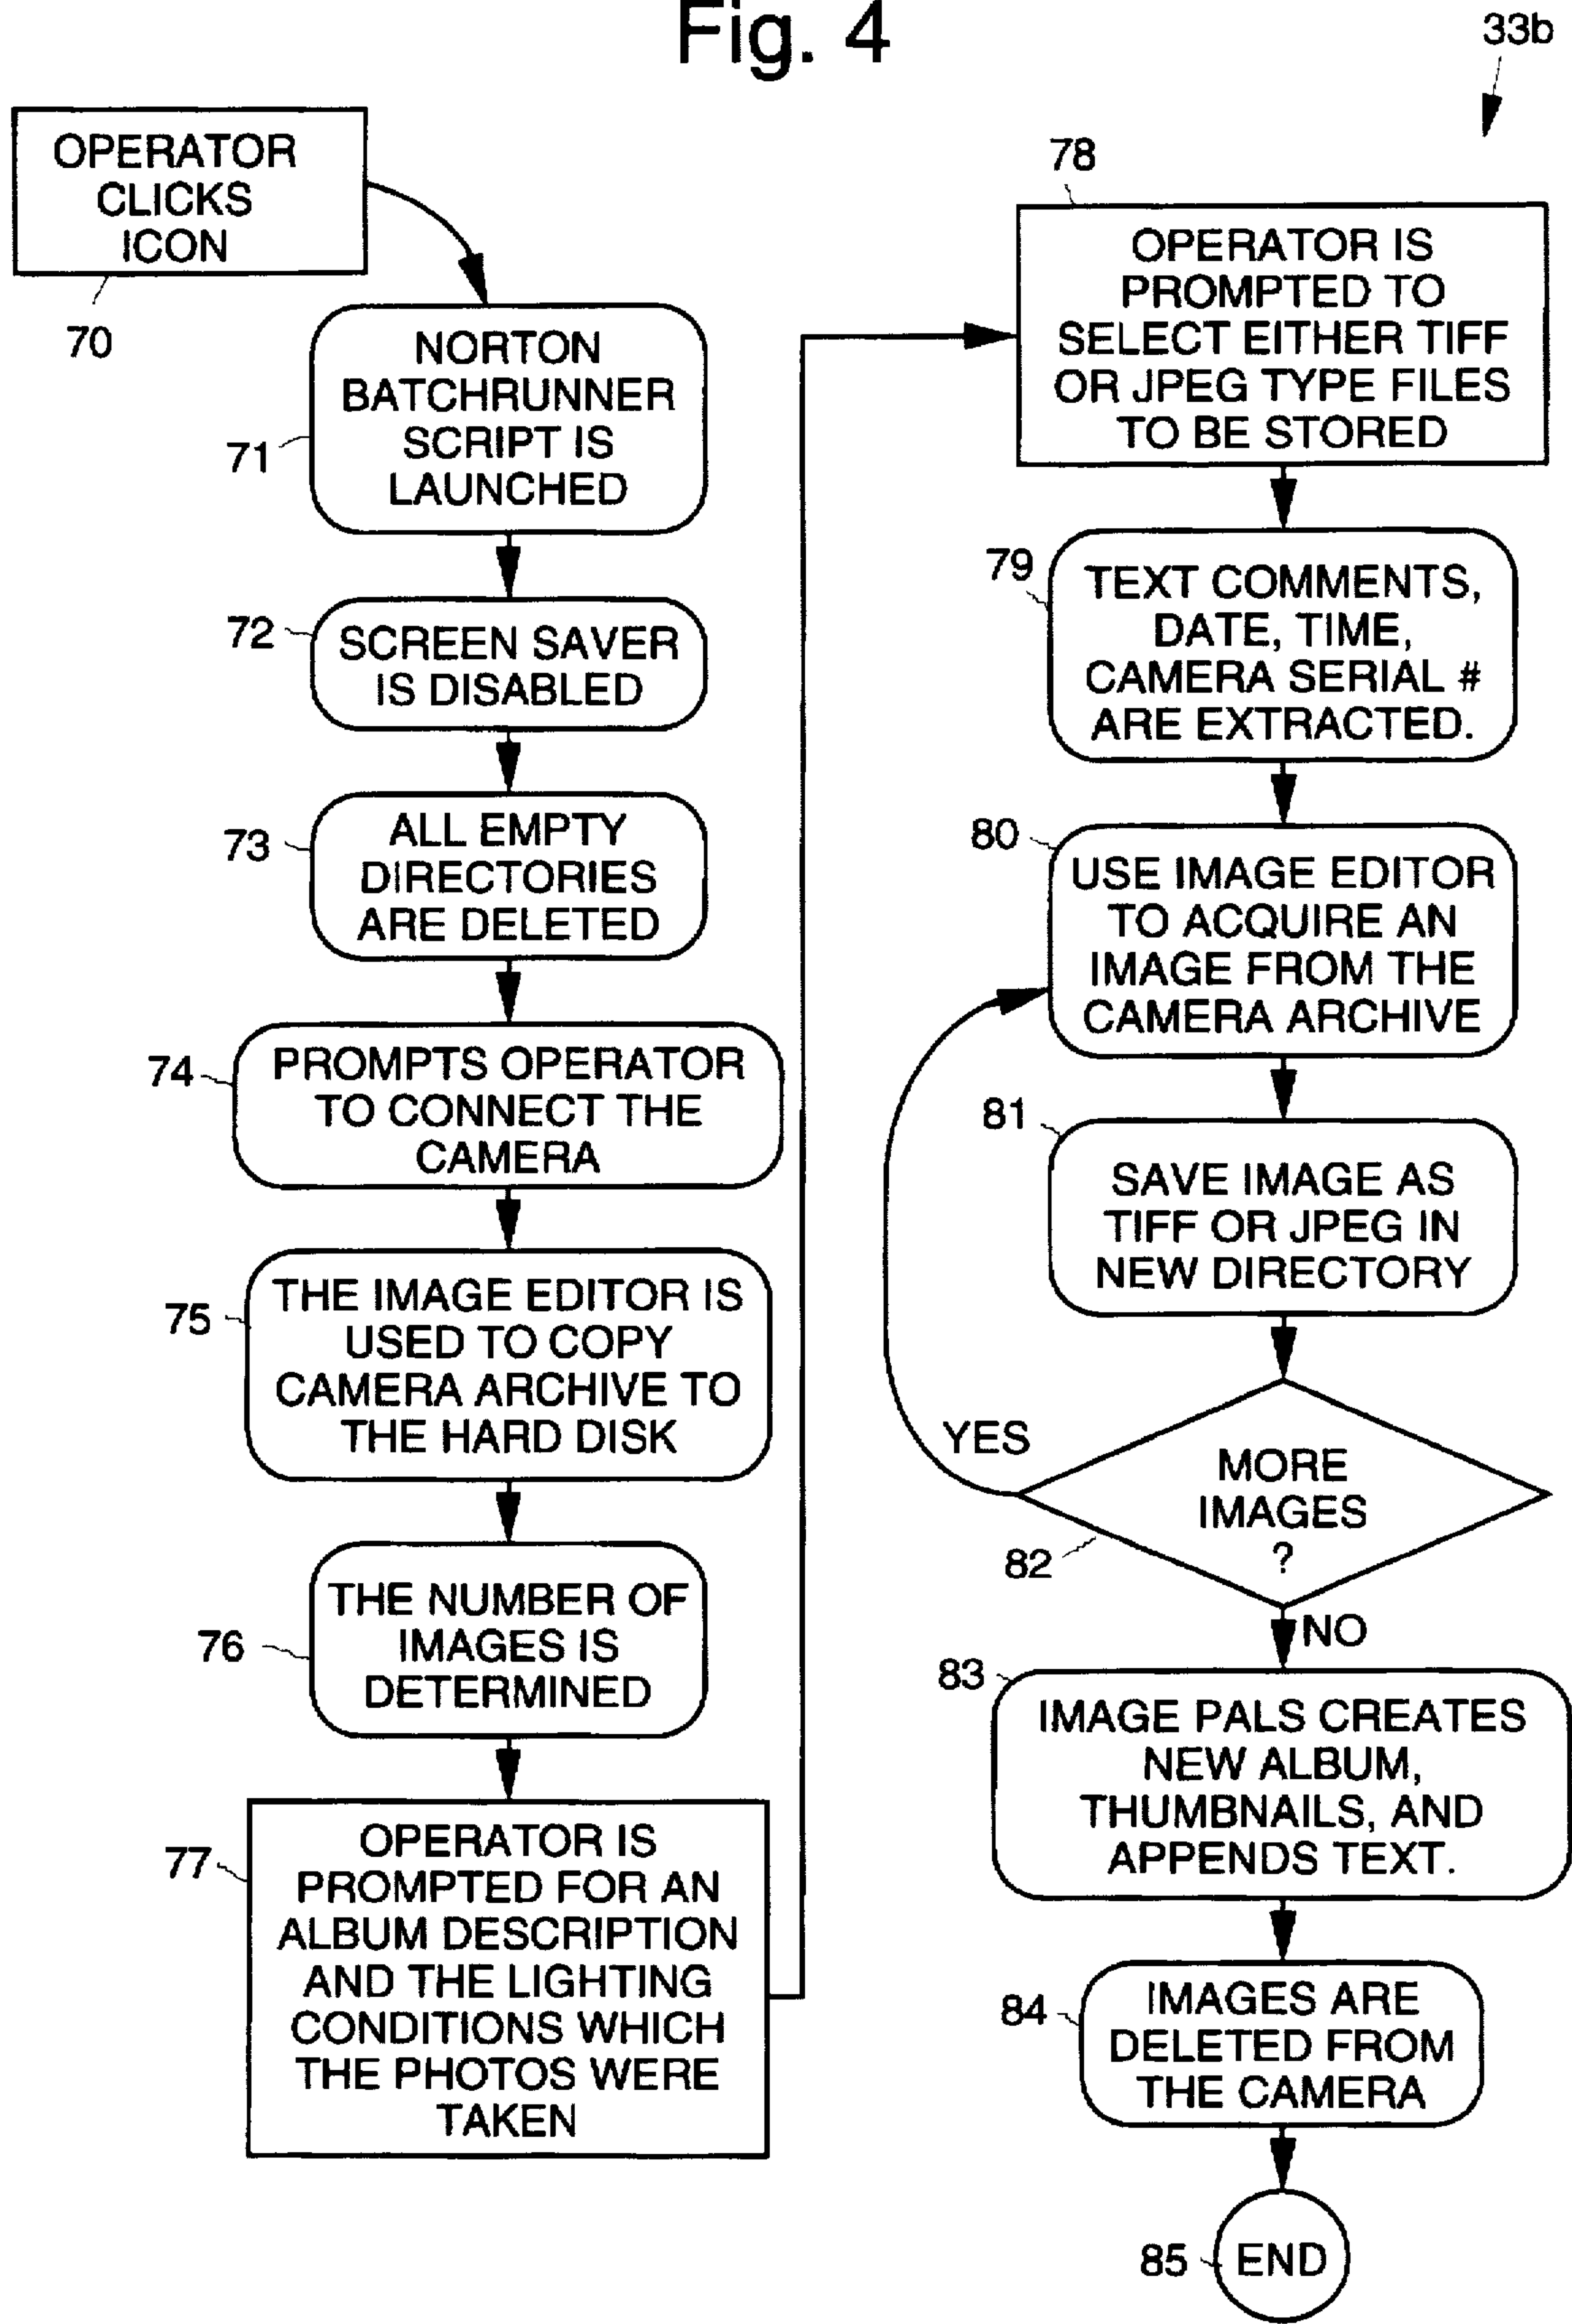 Fig. 4
33b
OPERATOR
CLICKS
ICON
70
NORTON
BATCHRUNNER
SCRIPT IS
LAUNCHED
71
72
SCREEN SAVER
IS DISABLED
73
ALL EMPTY
DIRECTORIES
ARE DELETED
74
PROMPTS OPERATOR
TO CONNECT THE
CAMERA
75
THE IMAGE EDITOR IS
USED TO COPY
CAMERA ARCHIVE TO
THE HARD DISK
76
THE NUMBER OF
IMAGES IS
DETERMINED
77
OPERATOR IS
PROMPTED FOR AN
ALBUM DESCRIPTION
AND THE LIGHTING
CONDITIONS WHICH
THE PHOTOS WERE
TAKEN
78
OPERATOR IS
PROMPTED TO
SELECT EITHER TIFF
OR JPEG TYPE FILES
TO BE STORED
79
TEXT COMMENTS,
DATE, TIME,
CAMERA SERIAL #
ARE EXTRACTED.
80
USE IMAGE EDITOR
TO ACQUIRE AN
IMAGE FROM THE
CAMERA ARCHIVE
81
SAVE IMAGE AS
TIFF OR JPEG IN
NEW DIRECTORY
YES
MORE
IMAGES
?
82
NO
83
IMAGE PALS CREATES
NEW ALBUM,
THUMBNAILS, AND
APPENDS TEXT.
84
IMAGES ARE
DELETED FROM
THE CAMERA
85
END